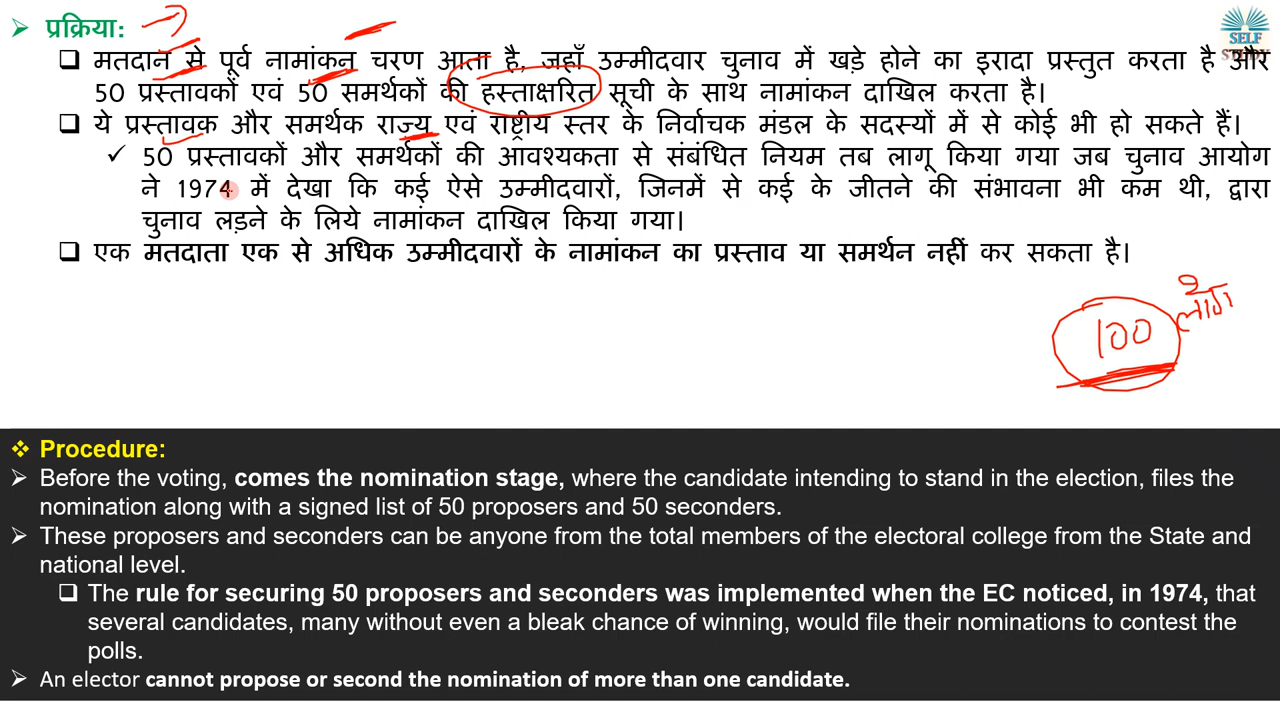 प्रक्रिया:
SELF
STUDY
मतदान से पूर्व नामांकन चरण आता है, जहाँ उम्मीदवार चुनाव में खड़े होने का इरादा प्रस्तुत करता है और
50 प्रस्तावकों एवं 50 समर्थकों की हस्ताक्षरित सूची के साथ नामांकन दाखिल करता है।
ये प्रस्तावक और समर्थक राज्य एवं राष्ट्रीय स्तर के निर्वाचक मंडल के सदस्यों में से कोई भी हो सकते हैं।
50 प्रस्तावकों और समर्थकों की आवश्यकता से संबंधित नियम तब लागू किया गया जब चुनाव आयोग
ने 1974 में देखा कि कई ऐसे उम्मीदवारों, जिनमें से कई के जीतने की संभावना भी कम थी, द्वारा
चुनाव लड़ने के लिये नामांकन दाखिल किया गया।
एक मतदाता एक से अधिक उम्मीदवारों के नामांकन का प्रस्ताव या समर्थन नहीं कर सकता है।
100
Procedure:
Before the voting, comes the nomination stage, where the candidate intending to stand in the election, files the
nomination along with a signed list of 50 proposers and 50 seconders.
These proposers and seconders can be anyone from the total members of the electoral college from the State and
national level.
The rule for securing 50 proposers and seconders was implemented when the EC noticed, in 1974, that
several candidates, many without even a bleak chance of winning, would file their nominations to contest the
polls.
An elector cannot propose or second the nomination of more than one candidate.